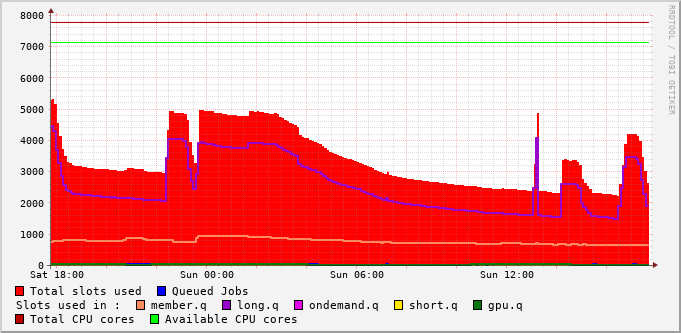 8000
7000
6000
5000
4000
3000
2000
1000
0
Sat 18:00 Sun 00:00 Sun 06:00 Sun 12:00
Total slots used Queued Jobs
Slots used in : member.q long.q ondemand.q short.q gpu.q
Total CPU cores Available CPU cores
RRDTOOL / TOBI OETIKER